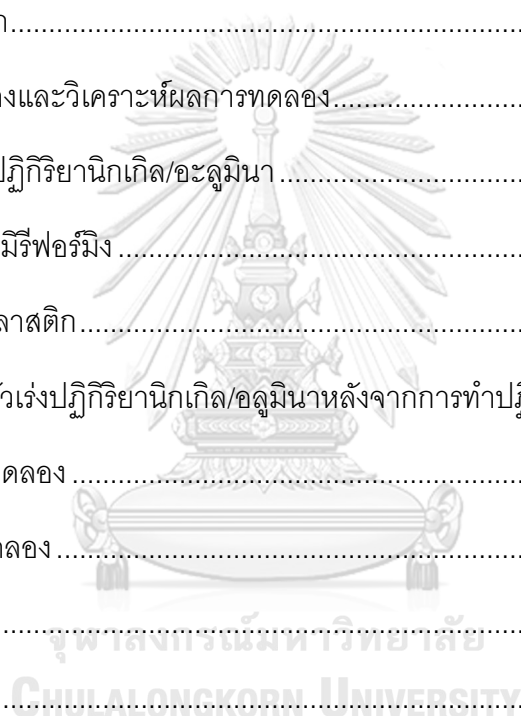 า......................................................................
งและวิเคราะห์ผลการทดลอง..........................
ปฏิกิริยานิกเกิล/อะลูมินา................................
มิรีฟอร์มิง.......................................................
ลาสติก............................................................
ัวเร่งปฏิกิริยานิกเกิล/อลูมินาหลังจากการทำปฏิ
ดลอง.............................................................
าลอง...............................................................
......................................................................
จุฬาลงกรณ์มหาวิทยาลัย
......................................................................
CHULALONGKORN UNIVERSITY